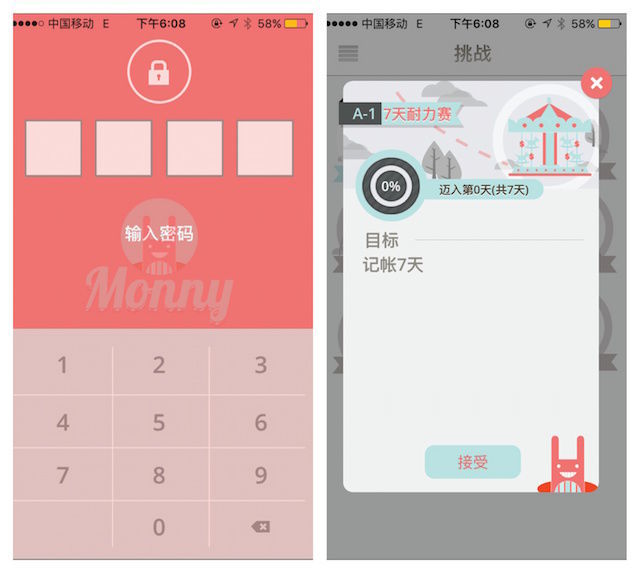 中国移动 E 下午6:08 58%
输入密码
Monny
1 2 3
4 5 6
7 8 9
0
中国移动 E 下午6:08 58%
挑战
A-1 7天耐力赛
0% 迈入第0天(共7天)
目标
记帐7天
接受